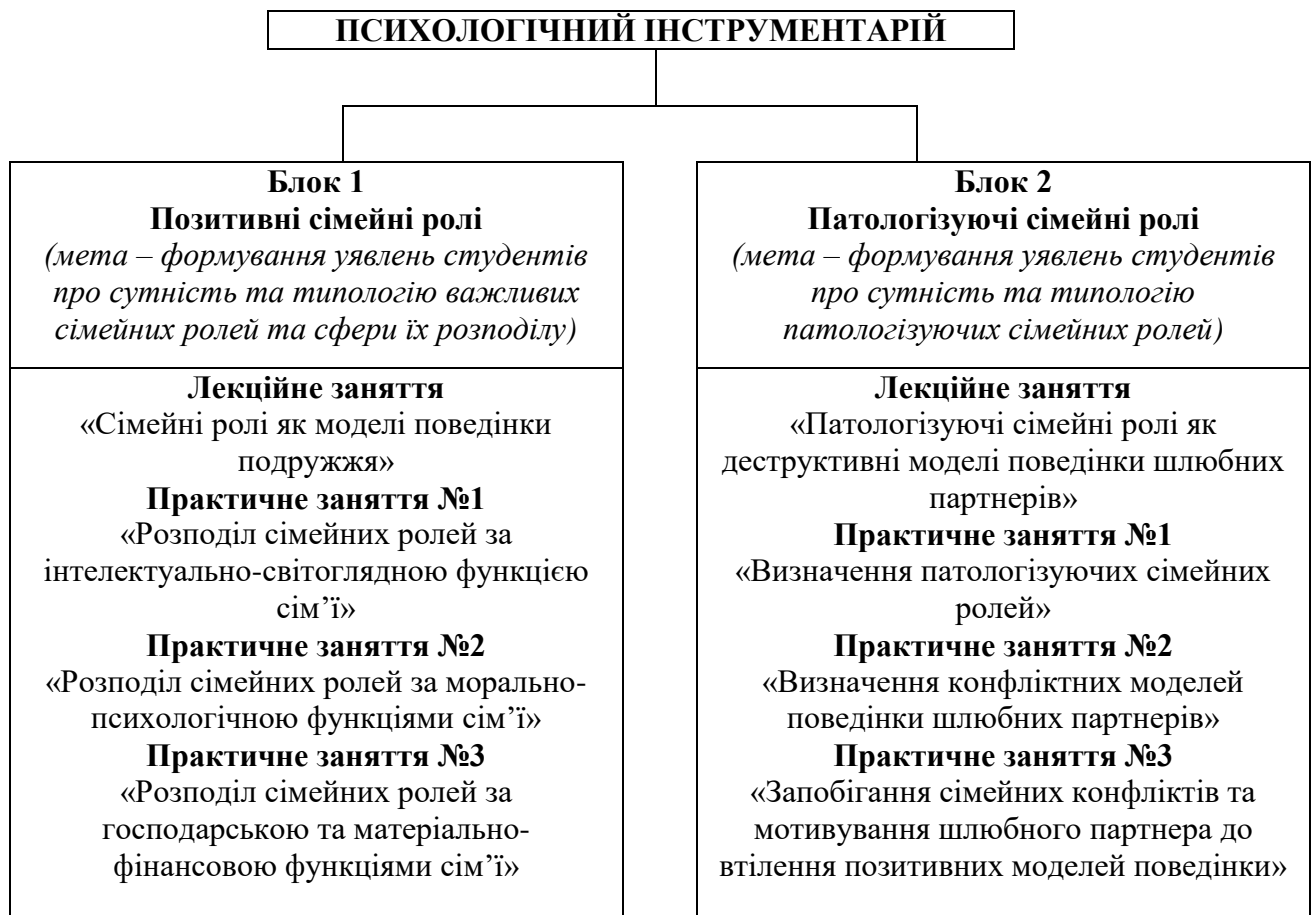 ПСИХОЛОГІЧНИЙ ІНСТРУМЕНТАРІЙ
Блок 1
Позитивні сімейні ролі
(мета – формування уявлень студентів
про сутність та типологію важливих
сімейних ролей та сфери їх розподілу)
Лекційне заняття
«Сімейні ролі як моделі поведінки
подружжя»
Практичне заняття №1
«Розподіл сімейних ролей за
інтелектуально-світоглядною функцією
сім’ї»
Практичне заняття №2
«Розподіл сімейних ролей за морально-
психологічною функціями сім’ї»
Практичне заняття №3
«Розподіл сімейних ролей за
господарською та матеріально-
фінансовою функціями сім’ї»
Блок 2
Патологізуючі сімейні ролі
(мета – формування уявлень студентів
про сутність та типологію
патологізуючих сімейних ролей)
Лекційне заняття
«Патологізуючі сімейні ролі як
деструктивні моделі поведінки шлюбних
партнерів»
Практичне заняття №1
«Визначення патологізуючих сімейних
ролей»
Практичне заняття №2
«Визначення конфліктних моделей
поведінки шлюбних партнерів»
Практичне заняття №3
«Запобігання сімейних конфліктів та
мотивування шлюбного партнера до
втілення позитивних моделей поведінки»